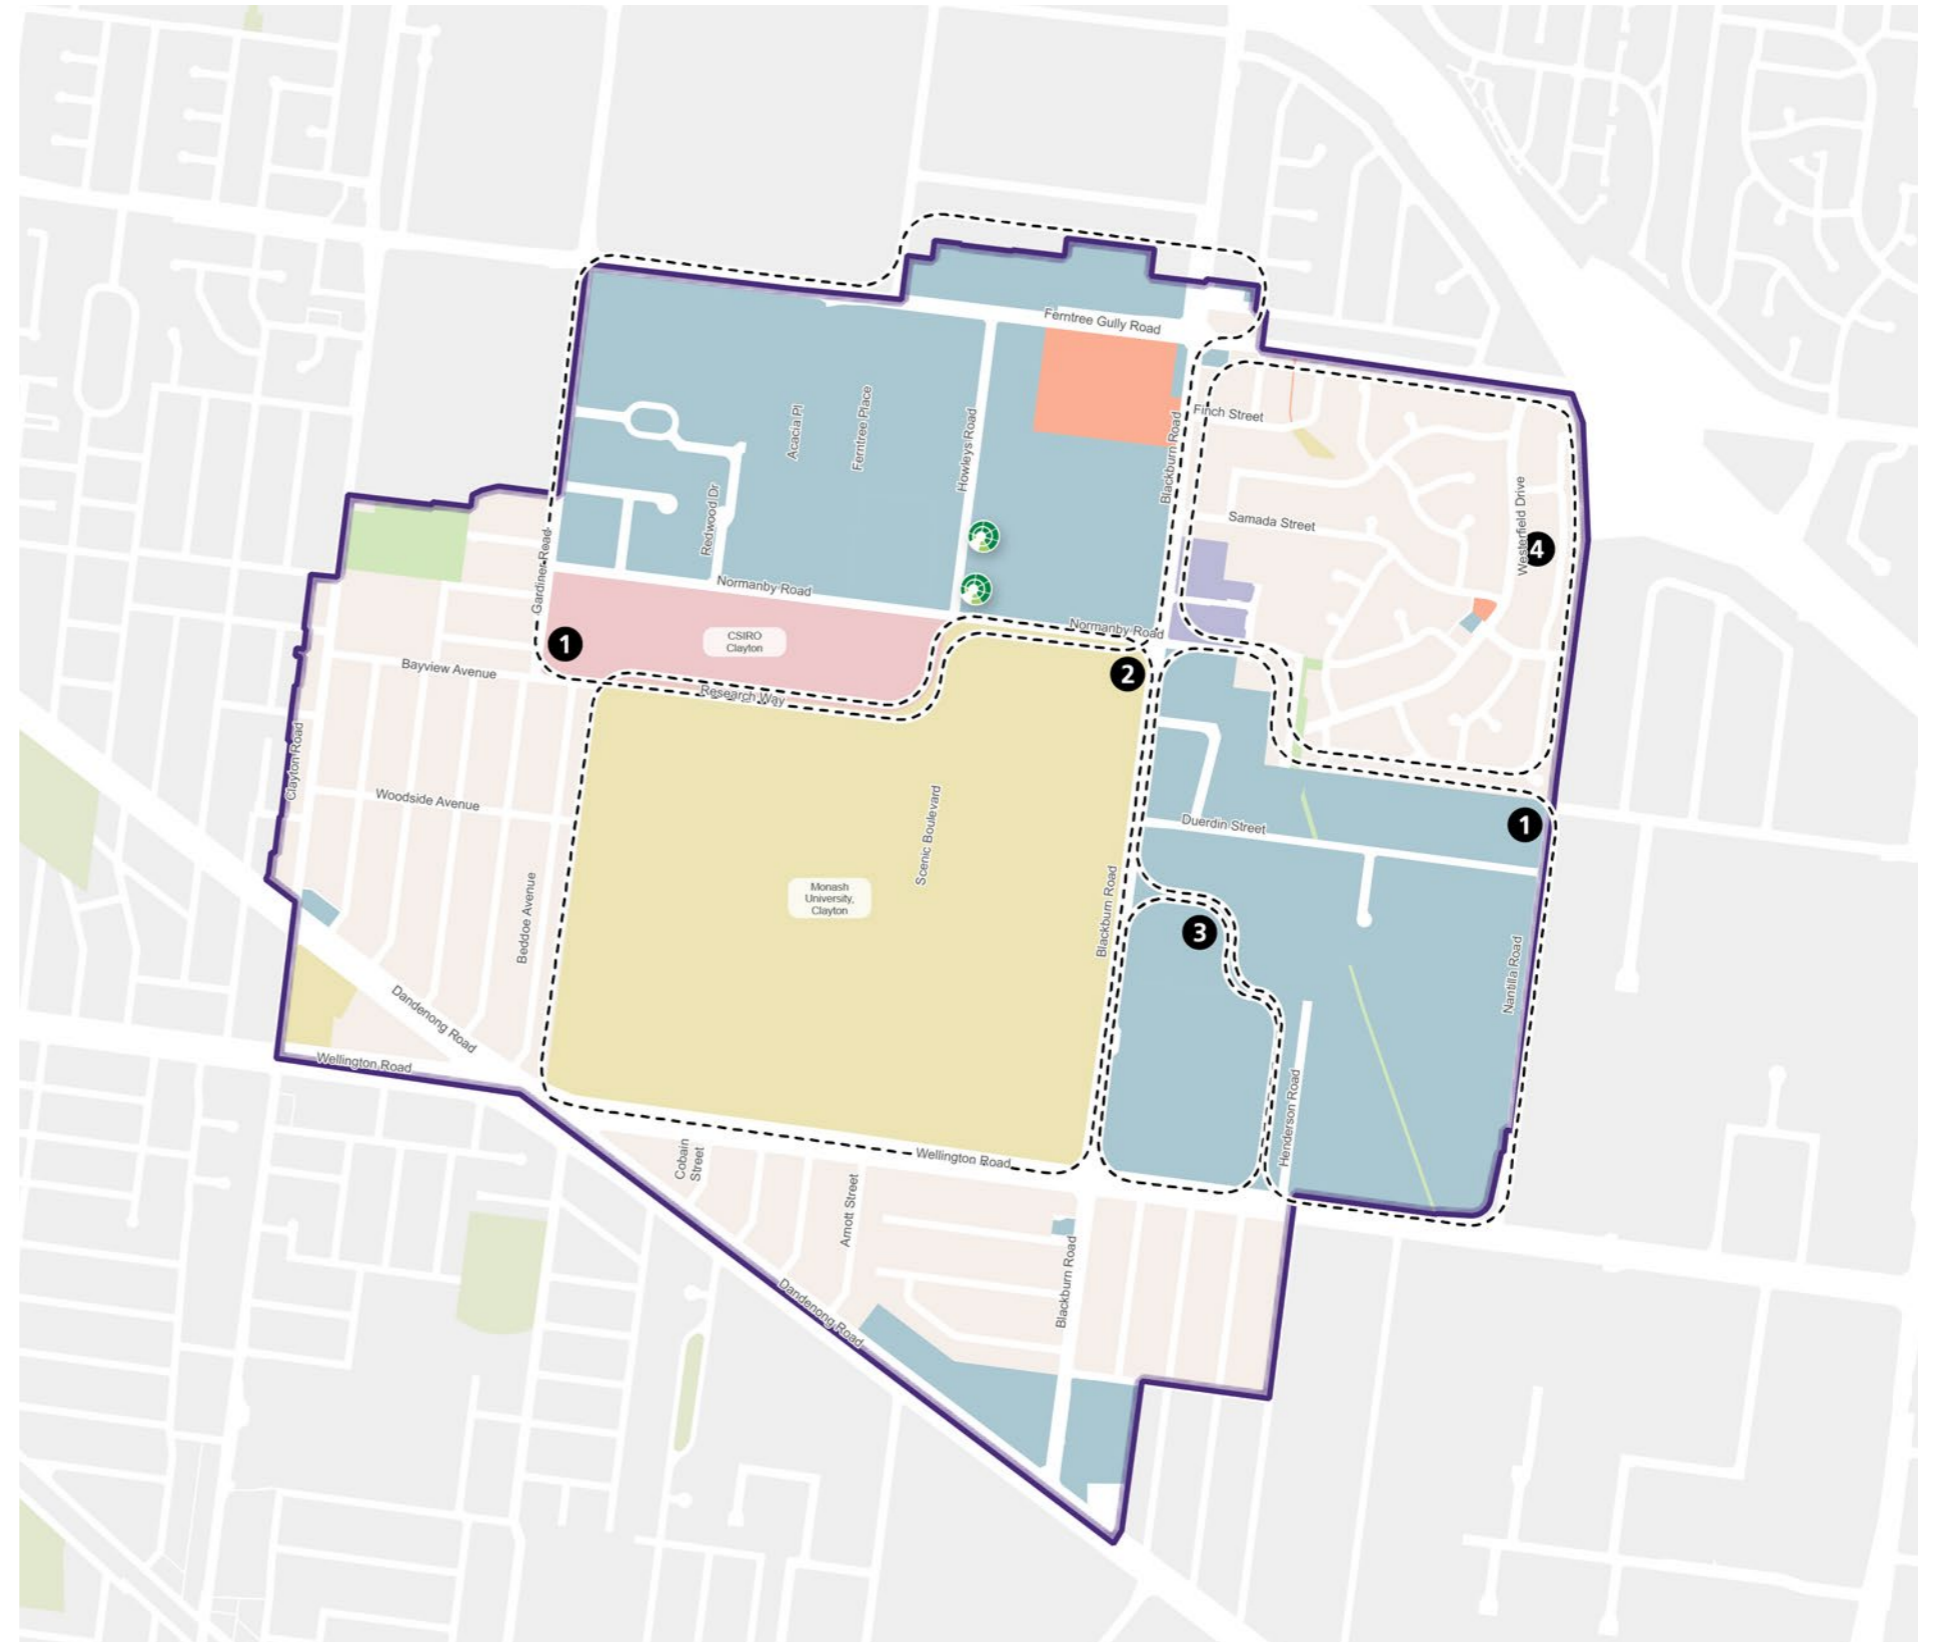 Ferntree Gully Road
Acacia Pl
Ferntree Place
Howleys Road
Blackburn Road
Finch Street
Redwood Dr
Samada Street
Westerfield Drive
4
Gardiner Road
Normanby Road
Normanby Road
1
CSIRO
Clayton
2
Bayview Avenue
Research Way
Clayton Road
Woodside Avenue
Scenic Boulevard
Duerdin Street
1
Monash
University,
Clayton
Beddoe Avenue
Blackburn Road
3
Nantilla Road
Dandenong Road
Wellington Road
Henderson Road
Cobain
Street
Wellington Road
Arnott Street
Blackburn Road
Dandenong Road